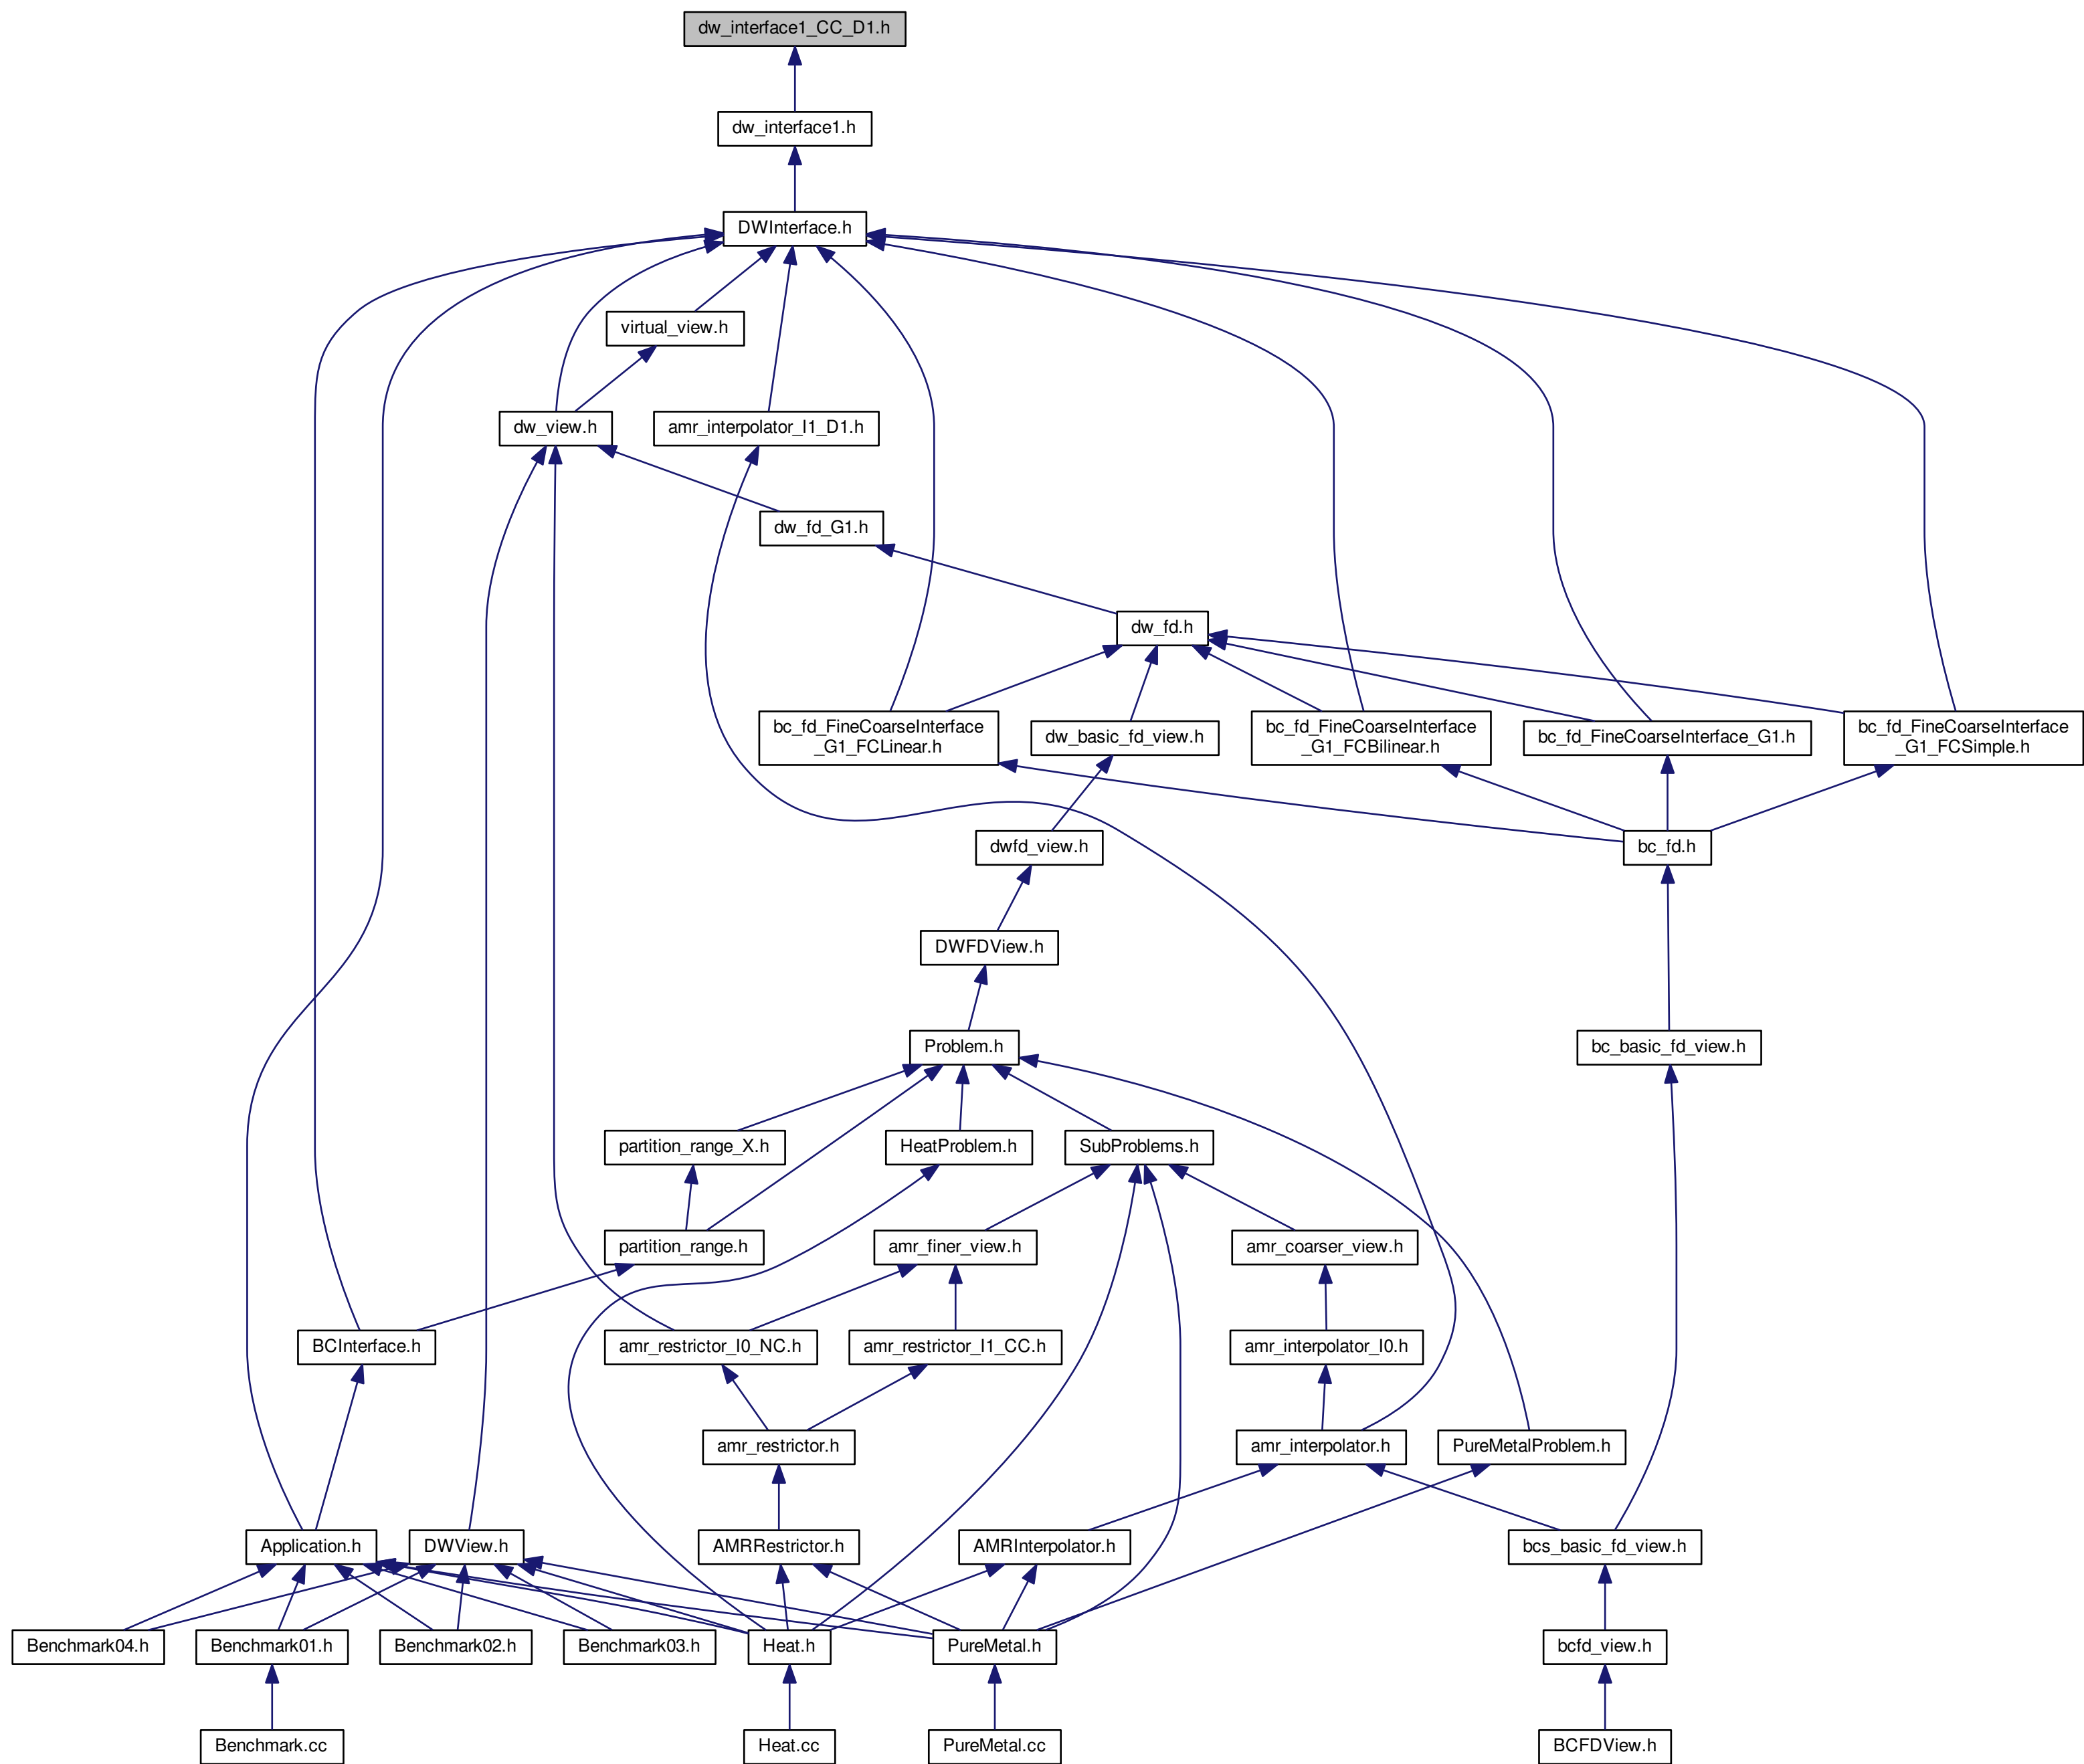 dw_interface1_CC_D1.h
dw_interface1.h
DWInterface.h
virtual_view.h
dw_view.h
amr_interpolator_I1_D1.h
dw_fd_G1.h
dw_fd.h
bc_fd_FineCoarseInterface
_G1_FCLinear.h
dw_basic_fd_view.h
bc_fd_FineCoarseInterface
_G1_FCBilinear.h
bc_fd_FineCoarseInterface_G1.h
bc_fd_FineCoarseInterface
_G1_FCSimple.h
dwfd_view.h
bc_fd.h
DWFDView.h
Problem.h
bc_basic_fd_view.h
partition_range_X.h
HeatProblem.h
SubProblems.h
partition_range.h
amr_finer_view.h
amr_coarser_view.h
BCInterface.h
amr_restrictor_I0_NC.h
amr_restrictor_I1_CC.h
amr_interpolator_I0.h
amr_restrictor.h
amr_interpolator.h
PureMetalProblem.h
Application.h
DWView.h
AMRRestrictor.h
AMRInterpolator.h
bcs_basic_fd_view.h
Benchmark04.h
Benchmark01.h
Benchmark02.h
Benchmark03.h
Heat.h
PureMetal.h
bcfd_view.h
Benchmark.cc
Heat.cc
PureMetal.cc
BCFDView.h